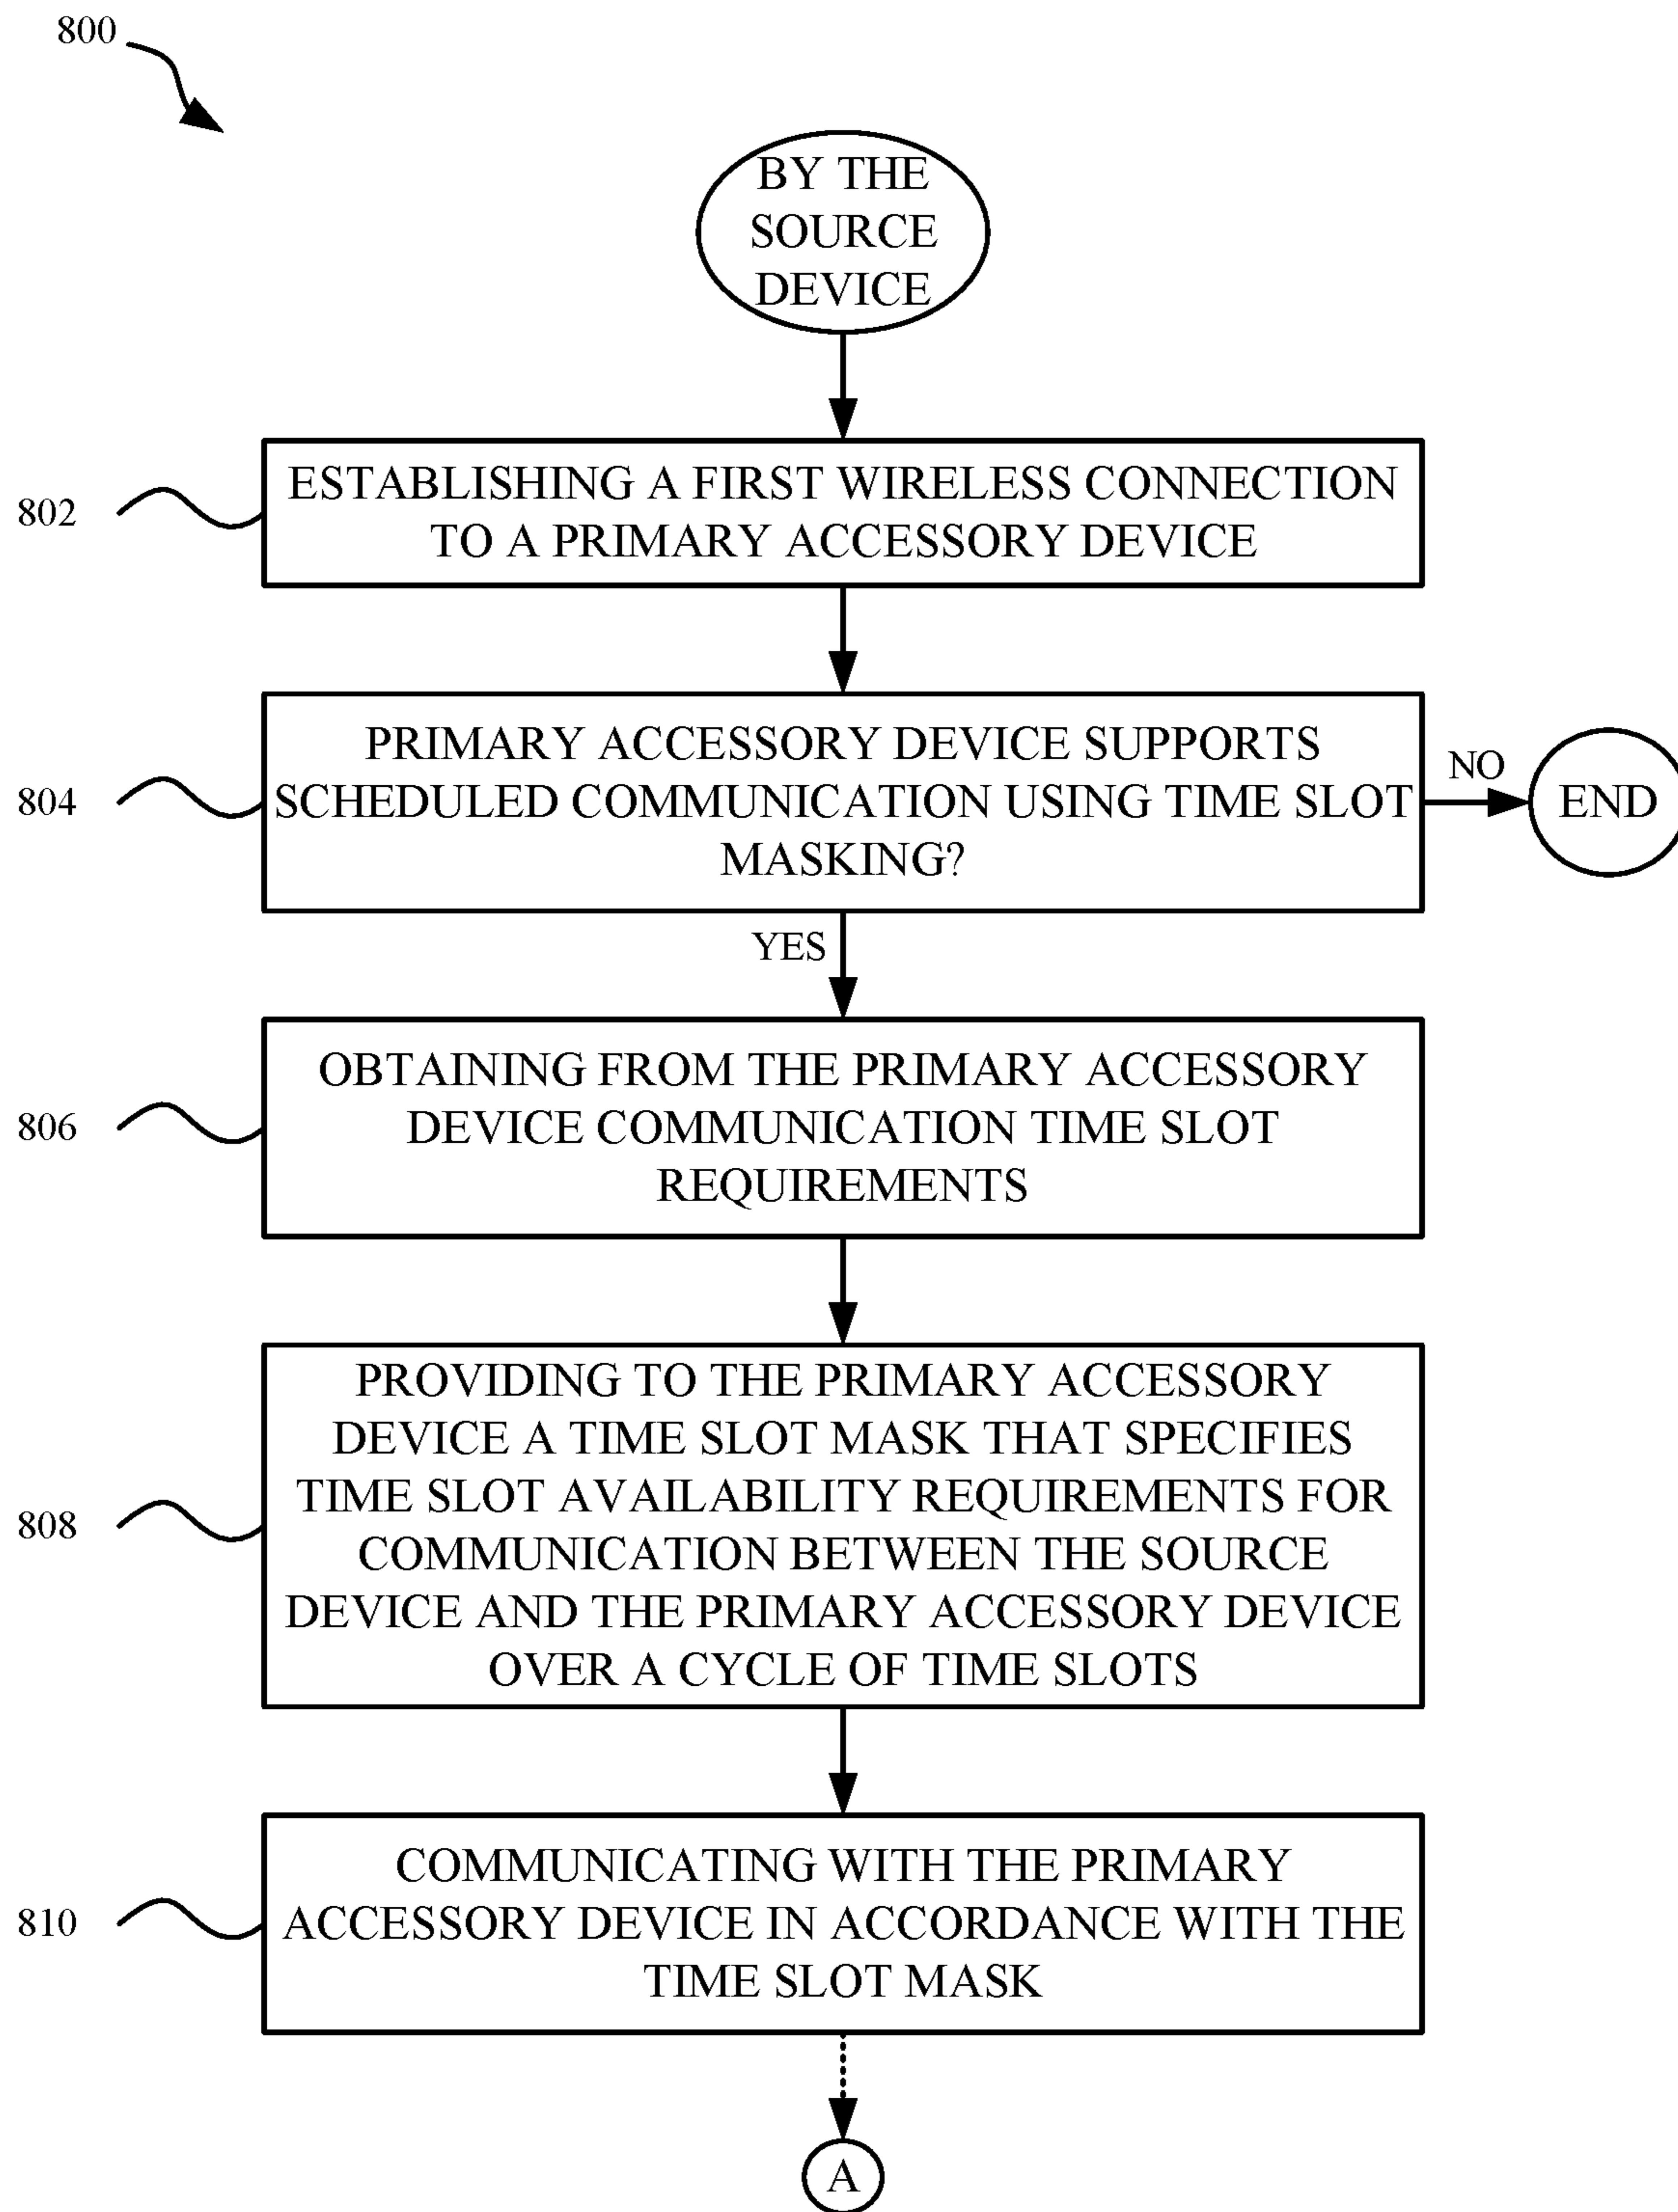 800
BY THE
SOURCE
DEVICE
802
ESTABLISHING A FIRST WIRELESS CONNECTION
TO A PRIMARY ACCESSORY DEVICE
804
PRIMARY ACCESSORY DEVICE SUPPORTS
SCHEDULED COMMUNICATION USING TIME SLOT
MASKING?
NO
END
YES
806
OBTAINING FROM THE PRIMARY ACCESSORY
DEVICE COMMUNICATION TIME SLOT
REQUIREMENTS
808
PROVIDING TO THE PRIMARY ACCESSORY
DEVICE A TIME SLOT MASK THAT SPECIFIES
TIME SLOT AVAILABILITY REQUIREMENTS FOR
COMMUNICATION BETWEEN THE SOURCE
DEVICE AND THE PRIMARY ACCESSORY DEVICE
OVER A CYCLE OF TIME SLOTS
810
COMMUNICATING WITH THE PRIMARY
ACCESSORY DEVICE IN ACCORDANCE WITH THE
TIME SLOT MASK
A